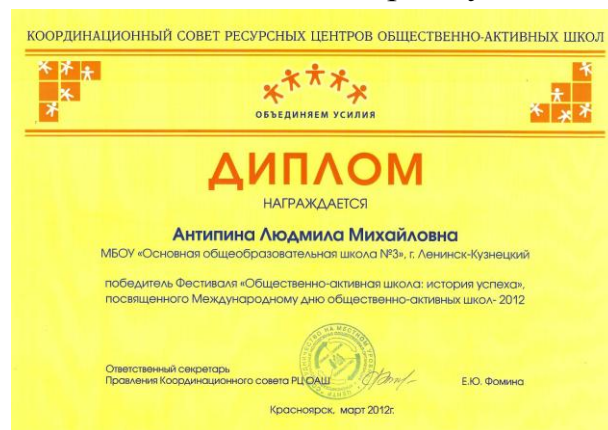 КООРДИНАЦИОННЫЙ СОВЕТ РЕСУРСНЫХ ЦЕНТРОВ ОБЩЕСТВЕННО-АКТИВНЫХ ШКОЛ
ОБЪЕДИНЯЕМ УСИЛИЯ
ДИПЛОМ
НАГРАЖДАЕТСЯ
Антипина Людмила Михайловна
МБОУ «Основная общеобразовательная школа №3», г. Ленинск-Кузнецкий
победитель Фестиваля «Общественно-активная школа: история успеха»,
посвященного Международному дню общественно-активных школ- 2012
Ответственный секретарь
Правления Координационного совета РЦ ОАШ
Е.Ю. Фомина
Красноярск, март 2012г.